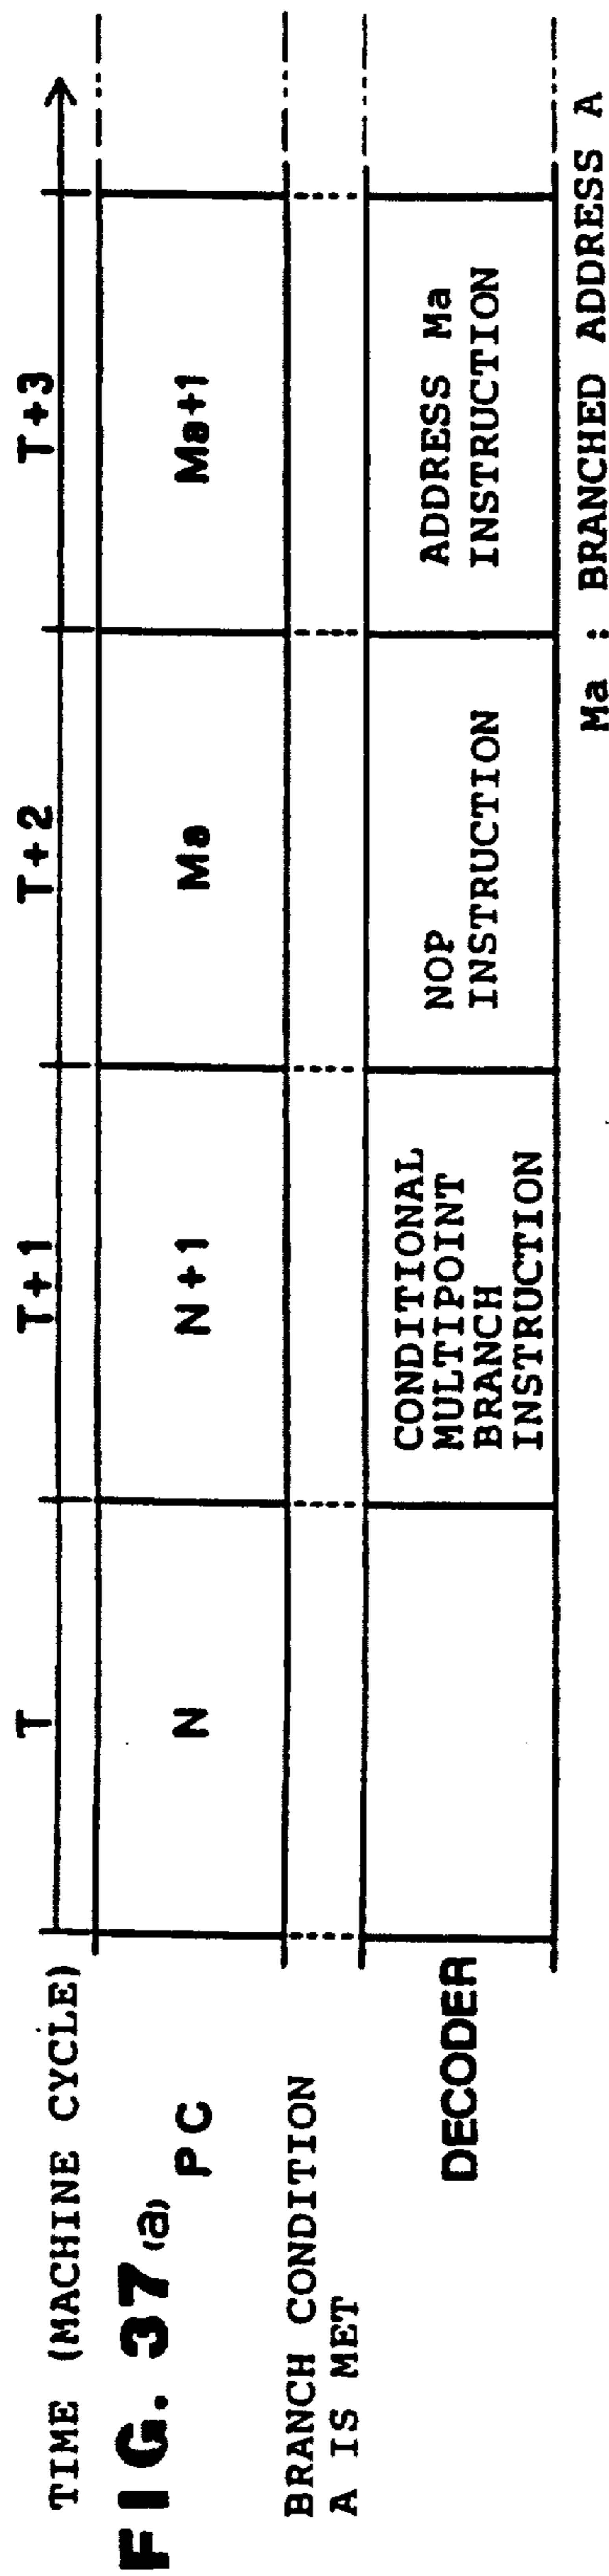 TIME (MACHINE CYCLE)
T
T+1
T+2
T+3
FIG. 37(a)
PC
N
N+1
Ma
Ma+1
BRANCH CONDITION
A IS MET
DECODER
CONDITIONAL
MULTIPOINT
BRANCH
INSTRUCTION
NOP
INSTRUCTION
ADDRESS Ma
INSTRUCTION
Ma : BRANCHED ADDRESS A